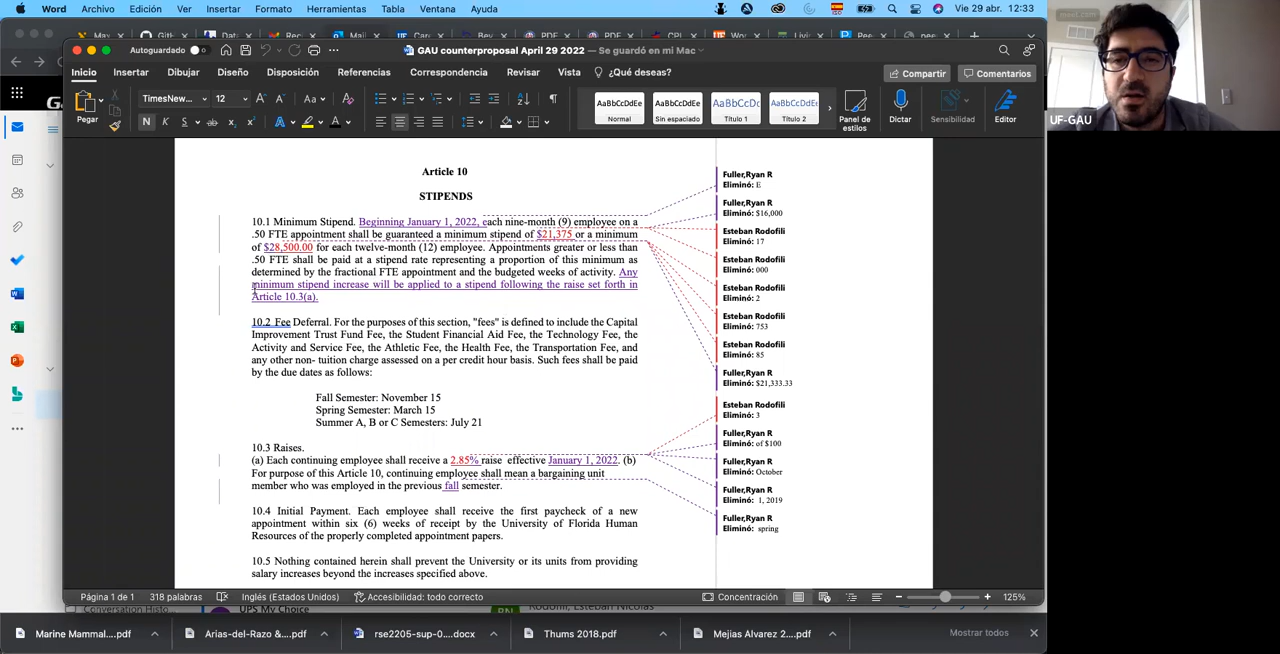 Word Archivo Edición Ver Insertar Formato Herramientas Tabla Ventana Ayuda Vie 29 abr. 12:33
Autoguardado GAU counterproposal April 29 2022 — Se guardó en mi Mac
Inicio Insertar Dibujar Diseño Disposición Referencias Correspondencia Revisar Vista ¿Qué deseas? Compartir Comentarios
Pegar TimesNew... 12 Aa N K S ab x₂ x² A A
AaBbCcDdEe AaBbCcDdEe AaBbCcDc AaBbCcDdEe
Normal Sin espaciado Título 1 Título 2 Panel de estilos Dictar Sensibilidad Editor
UF-GAU
Article 10
STIPENDS
10.1 Minimum Stipend. Beginning January 1, 2022, each nine-month (9) employee on a
.50 FTE appointment shall be guaranteed a minimum stipend of $21,375 or a minimum
of $28,500.00 for each twelve-month (12) employee. Appointments greater or less than
.50 FTE shall be paid at a stipend rate representing a proportion of this minimum as
determined by the fractional FTE appointment and the budgeted weeks of activity. Any
minimum stipend increase will be applied to a stipend following the raise set forth in
Article 10.3(a).
10.2 Fee Deferral. For the purposes of this section, "fees" is defined to include the Capital
Improvement Trust Fund Fee, the Student Financial Aid Fee, the Technology Fee, the
Activity and Service Fee, the Athletic Fee, the Health Fee, the Transportation Fee, and
any other non- tuition charge assessed on a per credit hour basis. Such fees shall be paid
by the due dates as follows:
Fall Semester: November 15
Spring Semester: March 15
Summer A, B or C Semesters: July 21
10.3 Raises.
(a) Each continuing employee shall receive a 2.85% raise effective January 1, 2022. (b)
For purpose of this Article 10, continuing employee shall mean a bargaining unit
member who was employed in the previous fall semester.
10.4 Initial Payment. Each employee shall receive the first paycheck of a new
appointment within six (6) weeks of receipt by the University of Florida Human
Resources of the properly completed appointment papers.
10.5 Nothing contained herein shall prevent the University or its units from providing
salary increases beyond the increases specified above.
Fuller,Ryan R
Eliminó: E
Fuller,Ryan R
Eliminó: $16,000
Esteban Rodofili
Eliminó: 17
Esteban Rodofili
Eliminó: 000
Esteban Rodofili
Eliminó: 2
Esteban Rodofili
Eliminó: 753
Esteban Rodofili
Eliminó: 85
Fuller,Ryan R
Eliminó: $21,333.33
Esteban Rodofili
Eliminó: 3
Fuller,Ryan R
Eliminó: of $100
Fuller,Ryan R
Eliminó: October
Fuller,Ryan R
Eliminó: 1, 2019
Fuller,Ryan R
Eliminó: spring
Página 1 de 1 318 palabras Inglés (Estados Unidos) Accesibilidad: todo correcto Concentración 125%
Conversation Histo... UPS My Choice RN Rodofili, Esteban Nicolas
Marine Mammal....pdf Arias-del-Razo &....pdf rse2205-sup-0....docx Thums 2018.pdf Mejias Alvarez 2....pdf Mostrar todos